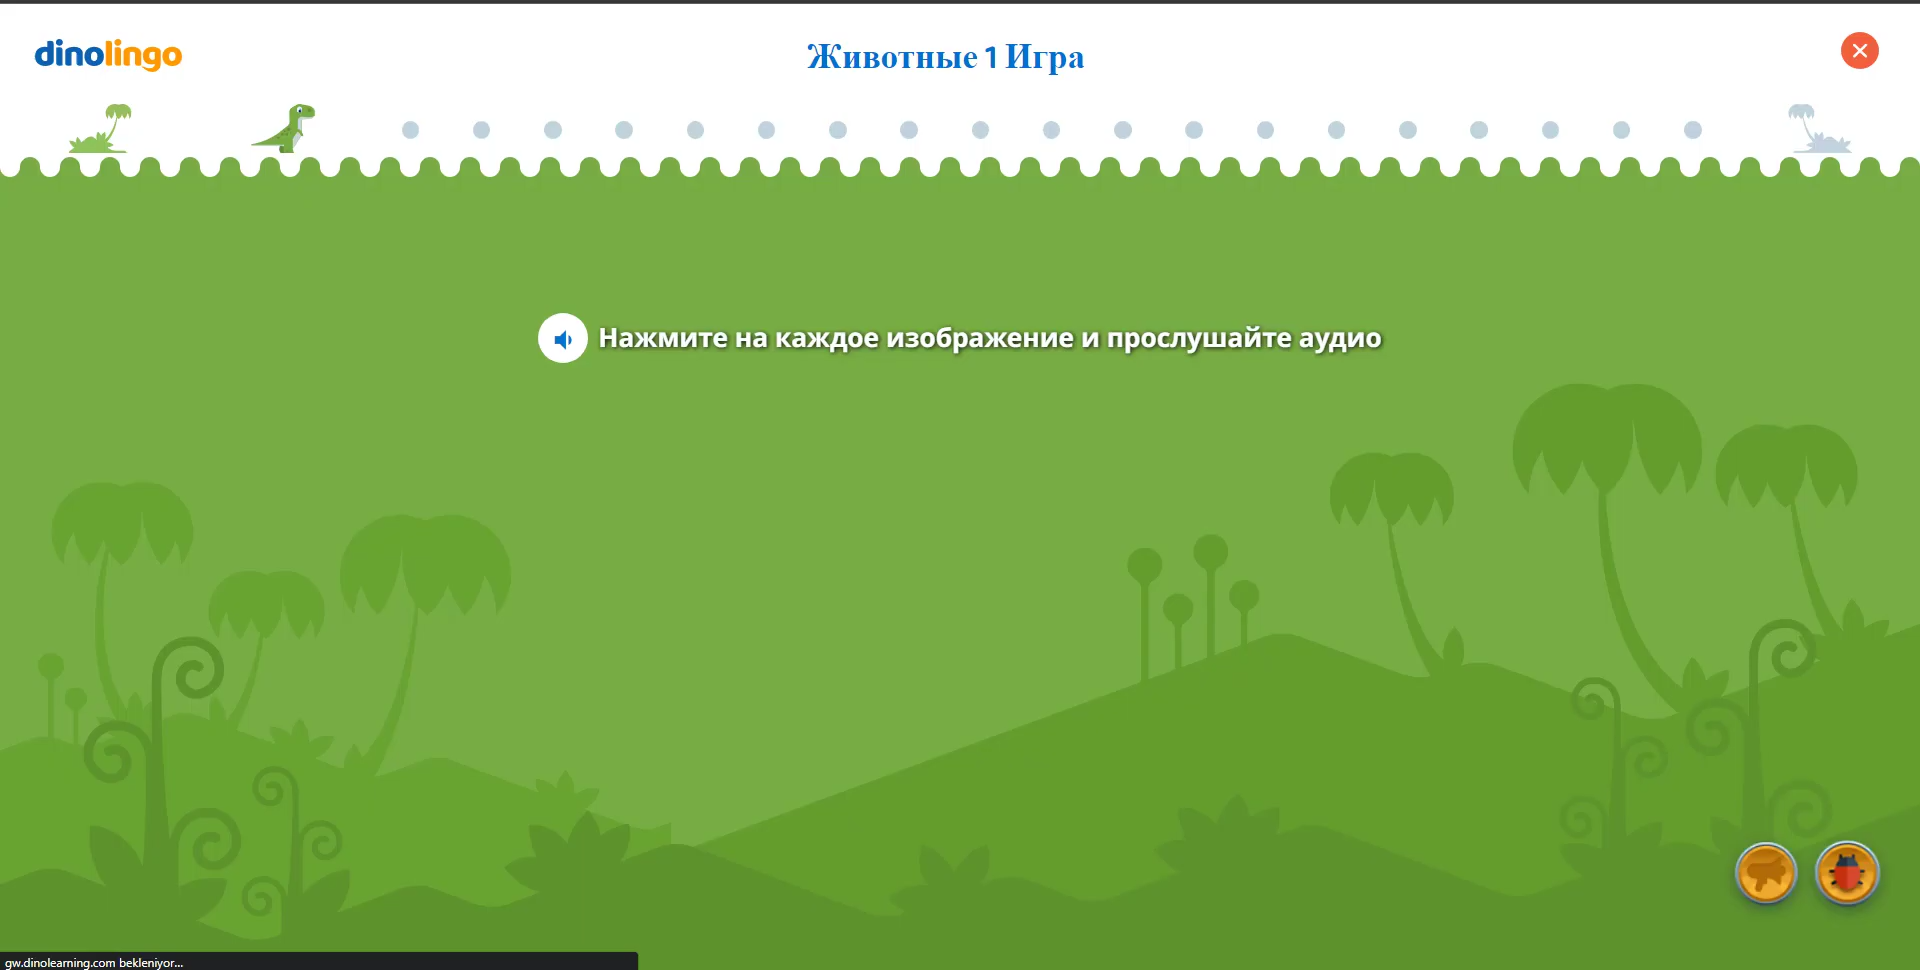 dinolingo
Животные 1 Игра
Нажмите на каждое изображение и прослушайте аудио
gw.dinolearning.com bekleniyor...